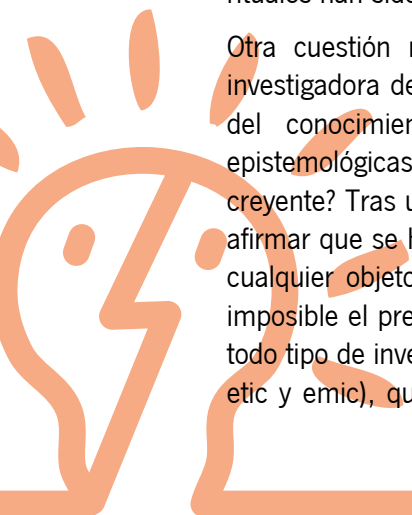 Otra cuestión
investigadora de
del conocimien
epistemológicas
creyente? Tras u
afirmar que se h
cualquier objeto
imposible el pre
todo tipo de inve
etic y emic), qu